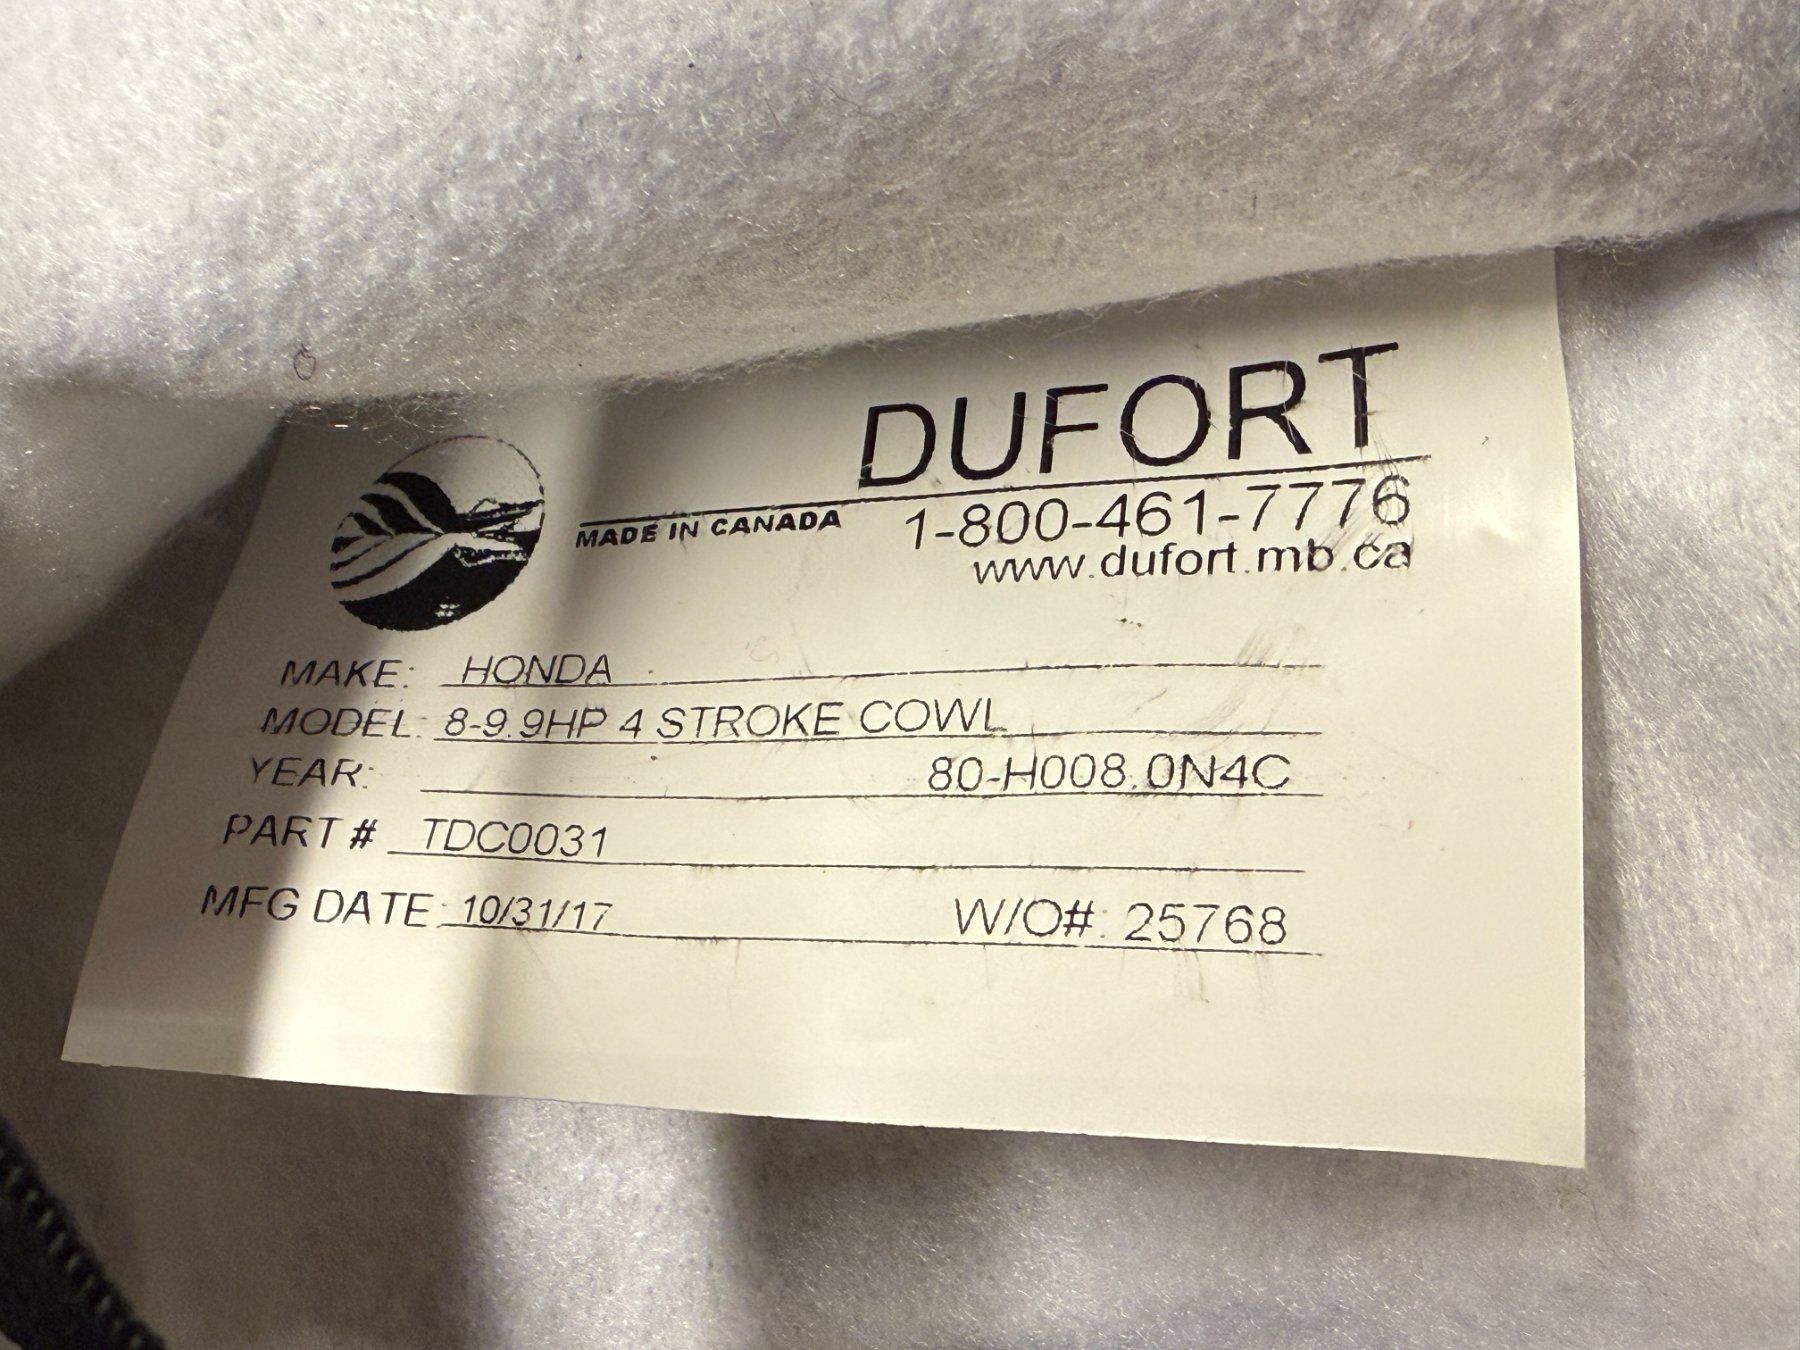 DUFORT
MADE IN CANADA 1-800-461-7776
www.dufort.mb.ca
MAKE: HONDA
MODEL: 8-9.9HP 4 STROKE COWL
YEAR: 80-H008.0N4C
PART # TDC0031
MFG DATE: 10/31/17 W/O#: 25768